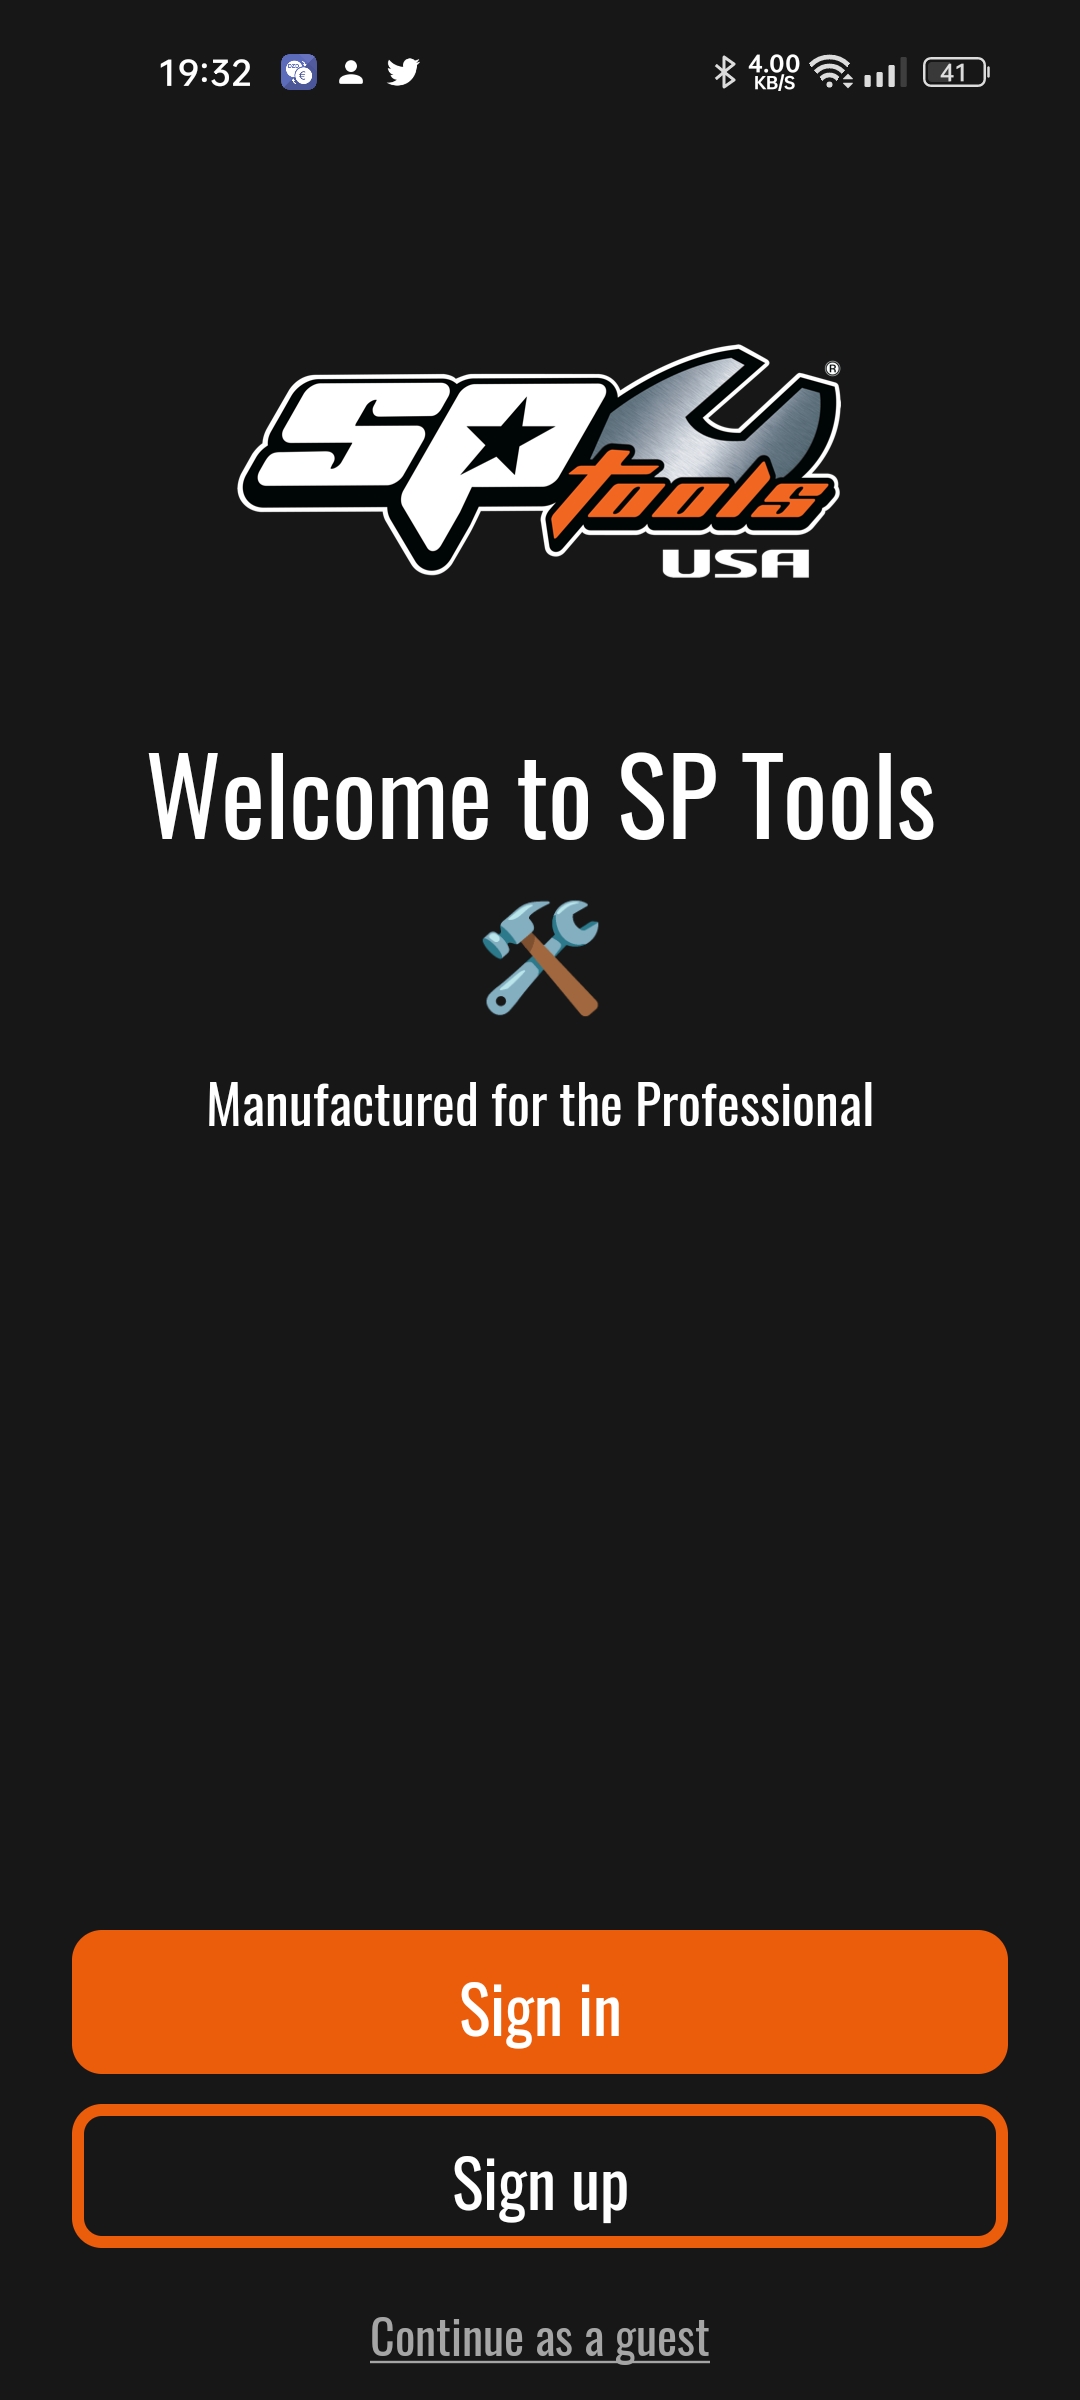 19:32
4.00
KB/S
41
SP
tools
®
USA
Welcome to SP Tools
Manufactured for the Professional
Sign in
Sign up
Continue as a guest